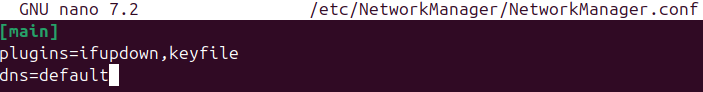 GNU nano 7.2 /etc/NetworkManager/NetworkManager.conf
[main]
plugins=ifupdown,keyfile
dns=default